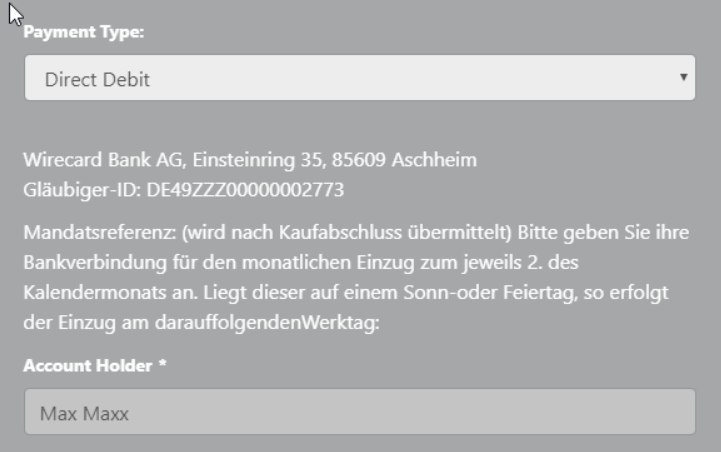 Payment Type:
Direct Debit
Wirecard Bank AG, Einsteinring 35, 85609 Aschheim
Gläubiger-ID: DE49ZZZ00000002773
Mandatsreferenz: (wird nach Kaufabschluss übermittelt) Bitte geben Sie ihre
Bankverbindung für den monatlichen Einzug zum jeweils 2. des
Kalendermonats an. Liegt dieser auf einem Sonn-oder Feiertag, so erfolgt
der Einzug am darauffolgendenWerktag:
Account Holder *
Max Maxx